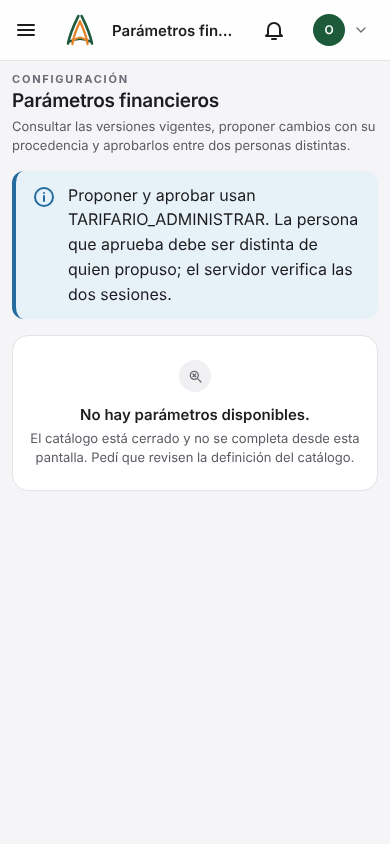 Parámetros fin...
O
CONFIGURACIÓN
Parámetros financieros
Consultar las versiones vigentes, proponer cambios con su
procedencia y aprobarlos entre dos personas distintas.
Proponer y aprobar usan
TARIFARIO_ADMINISTRAR. La persona
que aprueba debe ser distinta de
quien propuso; el servidor verifica las
dos sesiones.
No hay parámetros disponibles.
El catálogo está cerrado y no se completa desde esta
pantalla. Pedí que revisen la definición del catálogo.